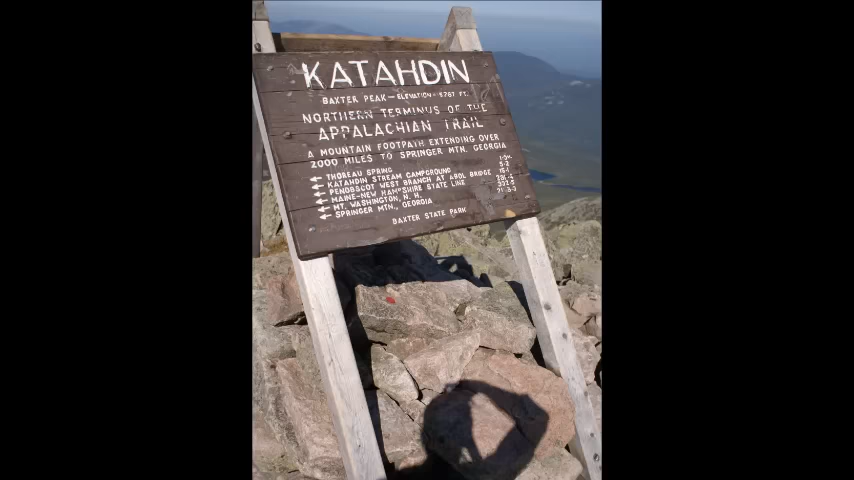 KATAHDIN
BAXTER PEAK - ELEVATION - 5267 FT.
NORTHERN TERMINUS OF THE
APPALACHIAN TRAIL
A MOUNTAIN FOOTPATH EXTENDING OVER
2000 MILES TO SPRINGER MTN. GEORGIA
THOREAU SPRING
KATAHDIN STREAM CAMPGROUND 5.2
PENOBSCOT WEST BRANCH AT ABOL BRIDGE
MAINE-NEW HAMPSHIRE STATE LINE
MT. WASHINGTON, N. H.
SPRINGER MTN., GEORGIA
BAXTER STATE PARK